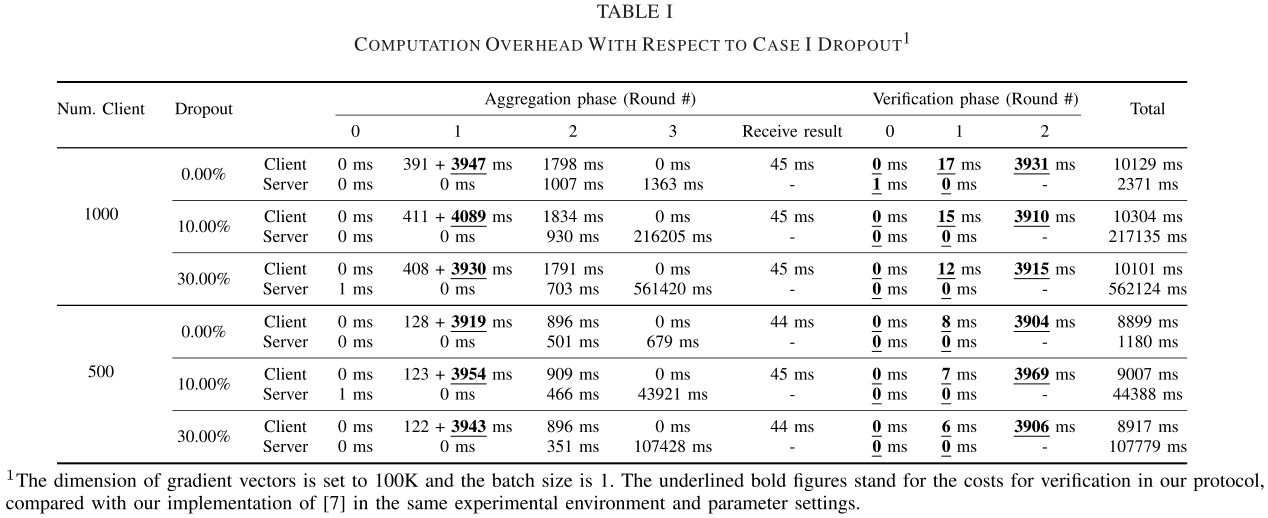 TABLE I
COMPUTATION OVERHEAD WITH RESPECT TO CASE I DROPOUT1
Num. Client Dropout Aggregation phase (Round #) Verification phase (Round #) Total
0 1 2 3 Receive result 0 1 2
1000 0.00% Client 0 ms 391 + 3947 ms 1798 ms 0 ms 45 ms 0 ms 17 ms 3931 ms 10129 ms
Server 0 ms 0 ms 1007 ms 1363 ms - 1 ms 0 ms - 2371 ms
10.00% Client 0 ms 411 + 4089 ms 1834 ms 0 ms 45 ms 0 ms 15 ms 3910 ms 10304 ms
Server 0 ms 0 ms 930 ms 216205 ms - 0 ms 0 ms - 217135 ms
30.00% Client 0 ms 408 + 3930 ms 1791 ms 0 ms 45 ms 0 ms 12 ms 3915 ms 10101 ms
Server 1 ms 0 ms 703 ms 561420 ms - 0 ms 0 ms - 562124 ms
500 0.00% Client 0 ms 128 + 3919 ms 896 ms 0 ms 44 ms 0 ms 8 ms 3904 ms 8899 ms
Server 0 ms 0 ms 501 ms 679 ms - 0 ms 0 ms - 1180 ms
10.00% Client 0 ms 123 + 3954 ms 909 ms 0 ms 45 ms 0 ms 7 ms 3969 ms 9007 ms
Server 1 ms 0 ms 466 ms 43921 ms - 0 ms 0 ms - 44388 ms
30.00% Client 0 ms 122 + 3943 ms 896 ms 0 ms 44 ms 0 ms 6 ms 3906 ms 8917 ms
Server 0 ms 0 ms 351 ms 107428 ms - 0 ms 0 ms - 107779 ms
1The dimension of gradient vectors is set to 100K and the batch size is 1. The underlined bold figures stand for the costs for verification in our protocol,
compared with our implementation of [7] in the same experimental environment and parameter settings.